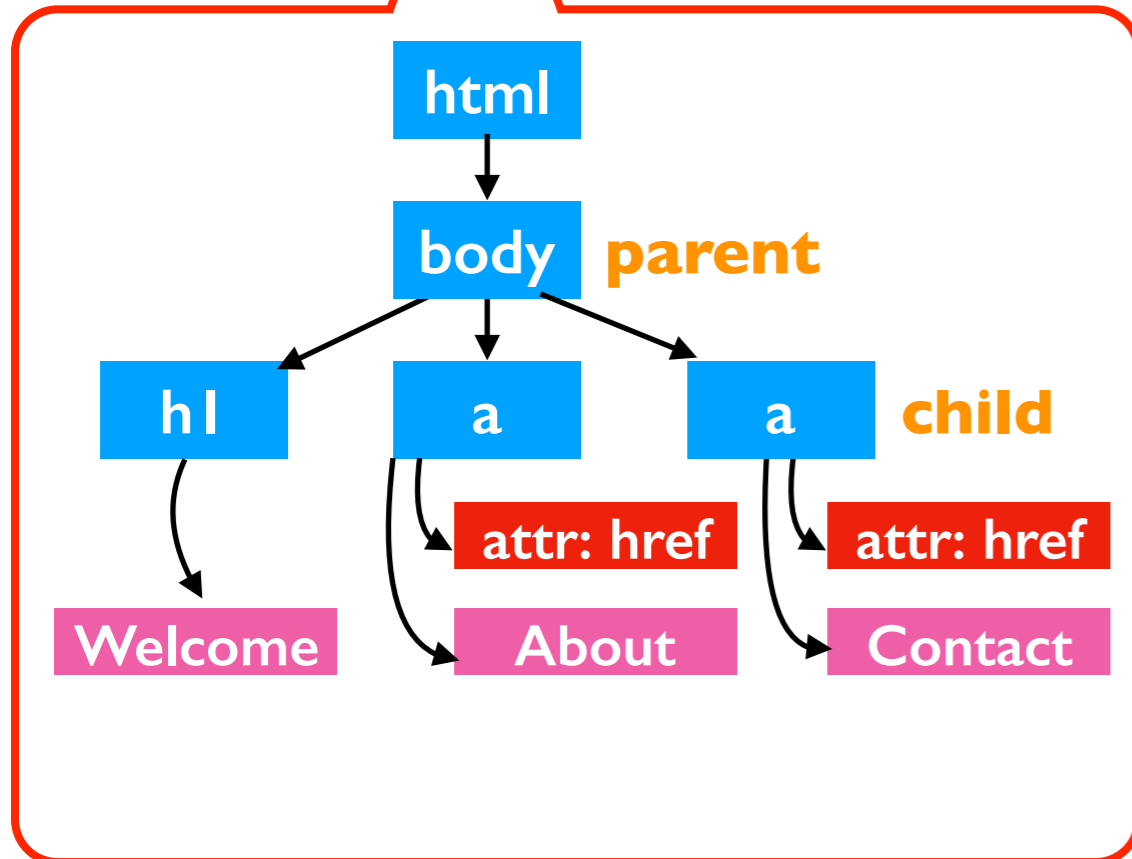 html
body parent
h1 a a child
attr: href attr: href
Welcome About Contact